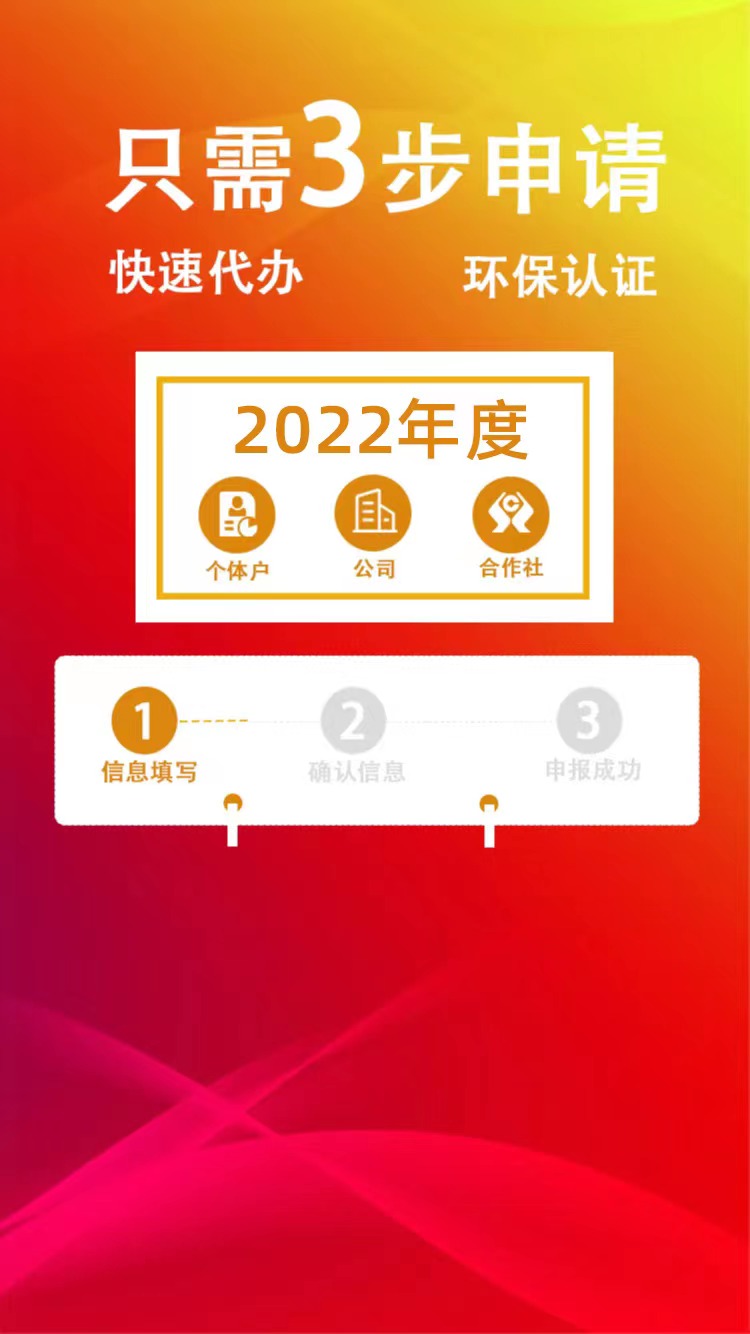 只需3步申请
快速代办 环保认证
2022年度
个体户 公司 合作社
1 2 3
信息填写 确认信息 申报成功